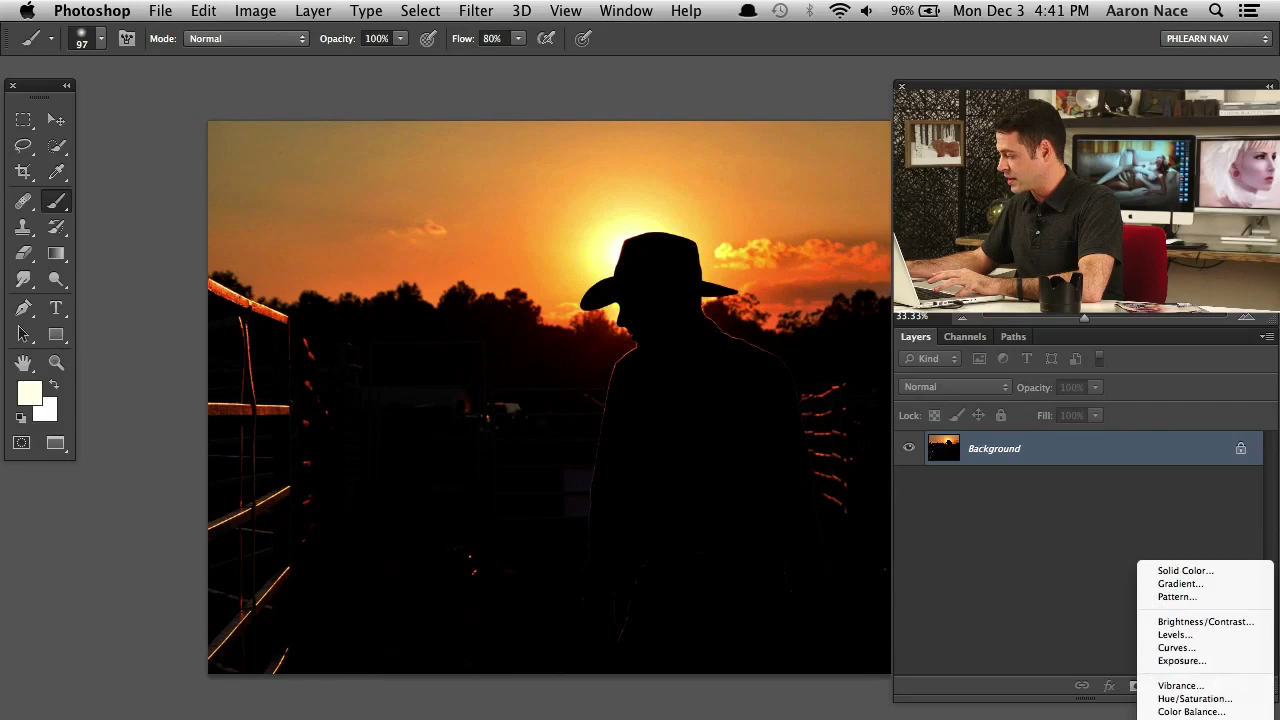 Photoshop File Edit Image Layer Type Select Filter 3D View Window Help 96% Mon Dec 3 4:41 PM Aaron Nace
97 Mode: Normal Opacity: 100% Flow: 80% PHLEARN NAV
33.33%
Layers Channels Paths
Kind
Normal Opacity: 100%
Lock: Fill: 100%
Background
Solid Color...
Gradient...
Pattern...
Brightness/Contrast...
Levels...
Curves...
Exposure...
fx
Vibrance...
Hue/Saturation...
Color Balance...